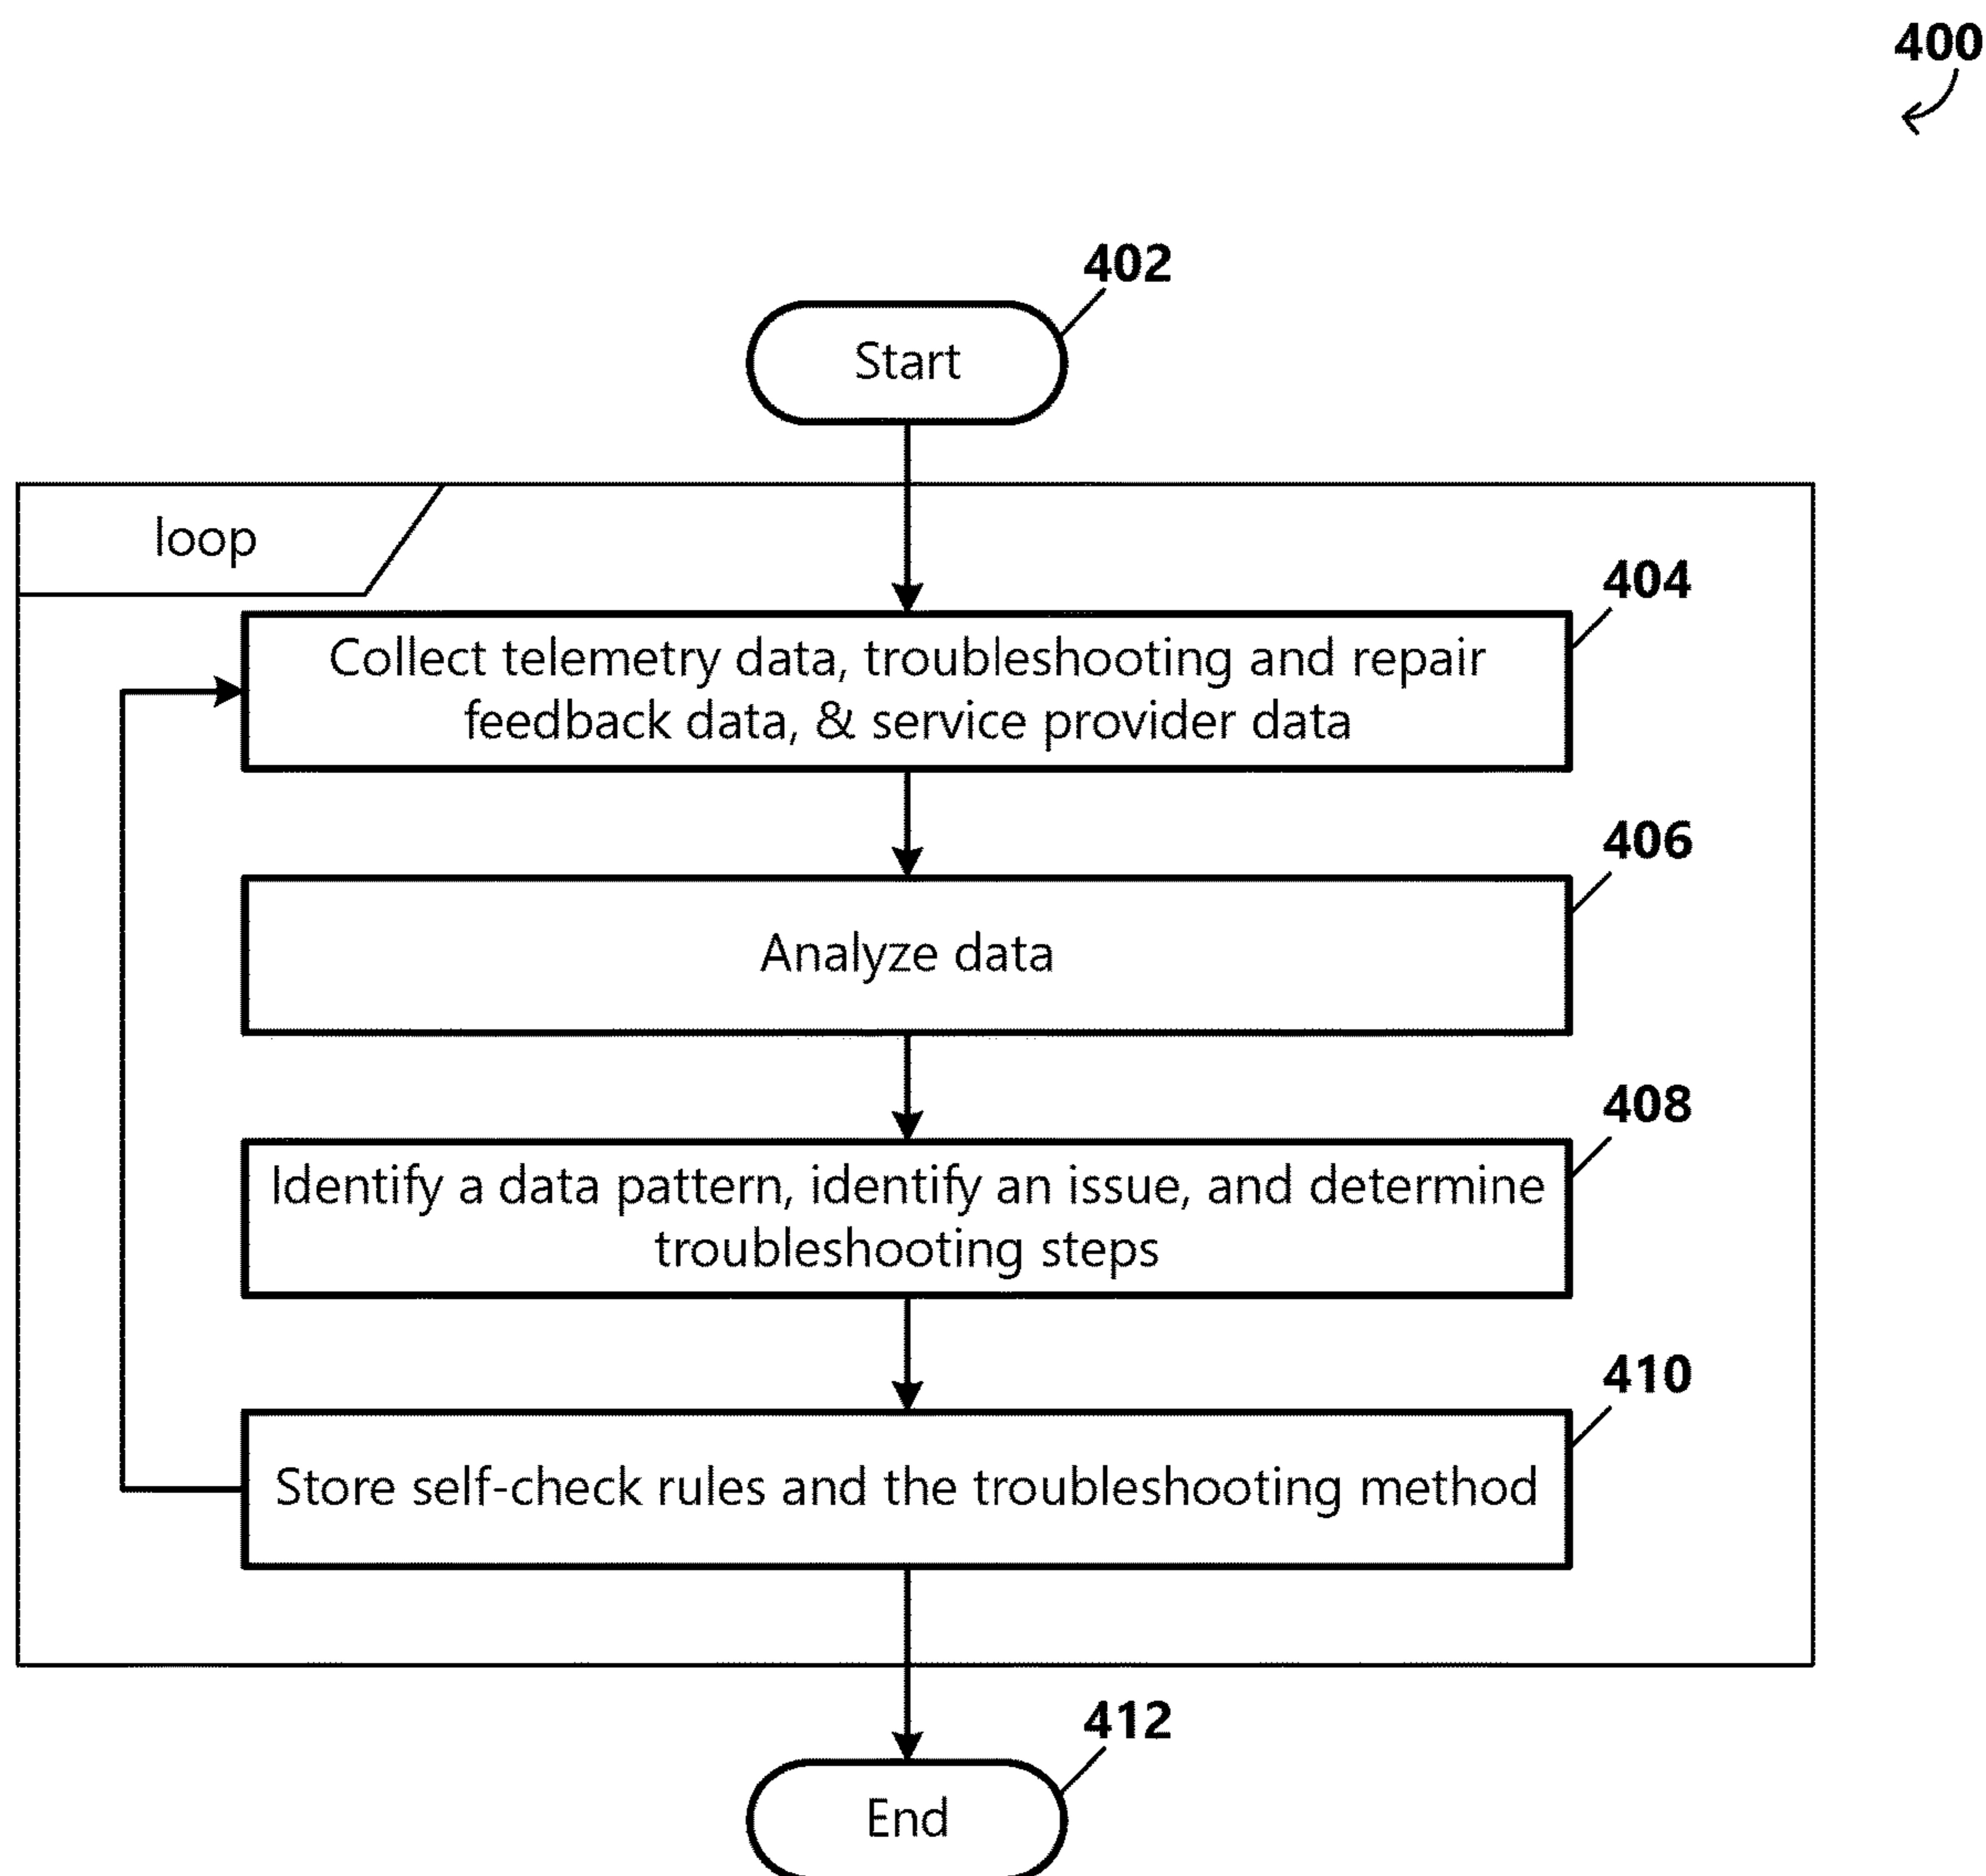 400
402
Start
loop
404
Collect telemetry data, troubleshooting and repair
feedback data, & service provider data
406
Analyze data
408
Identify a data pattern, identify an issue, and determine
troubleshooting steps
410
Store self-check rules and the troubleshooting method
412
End